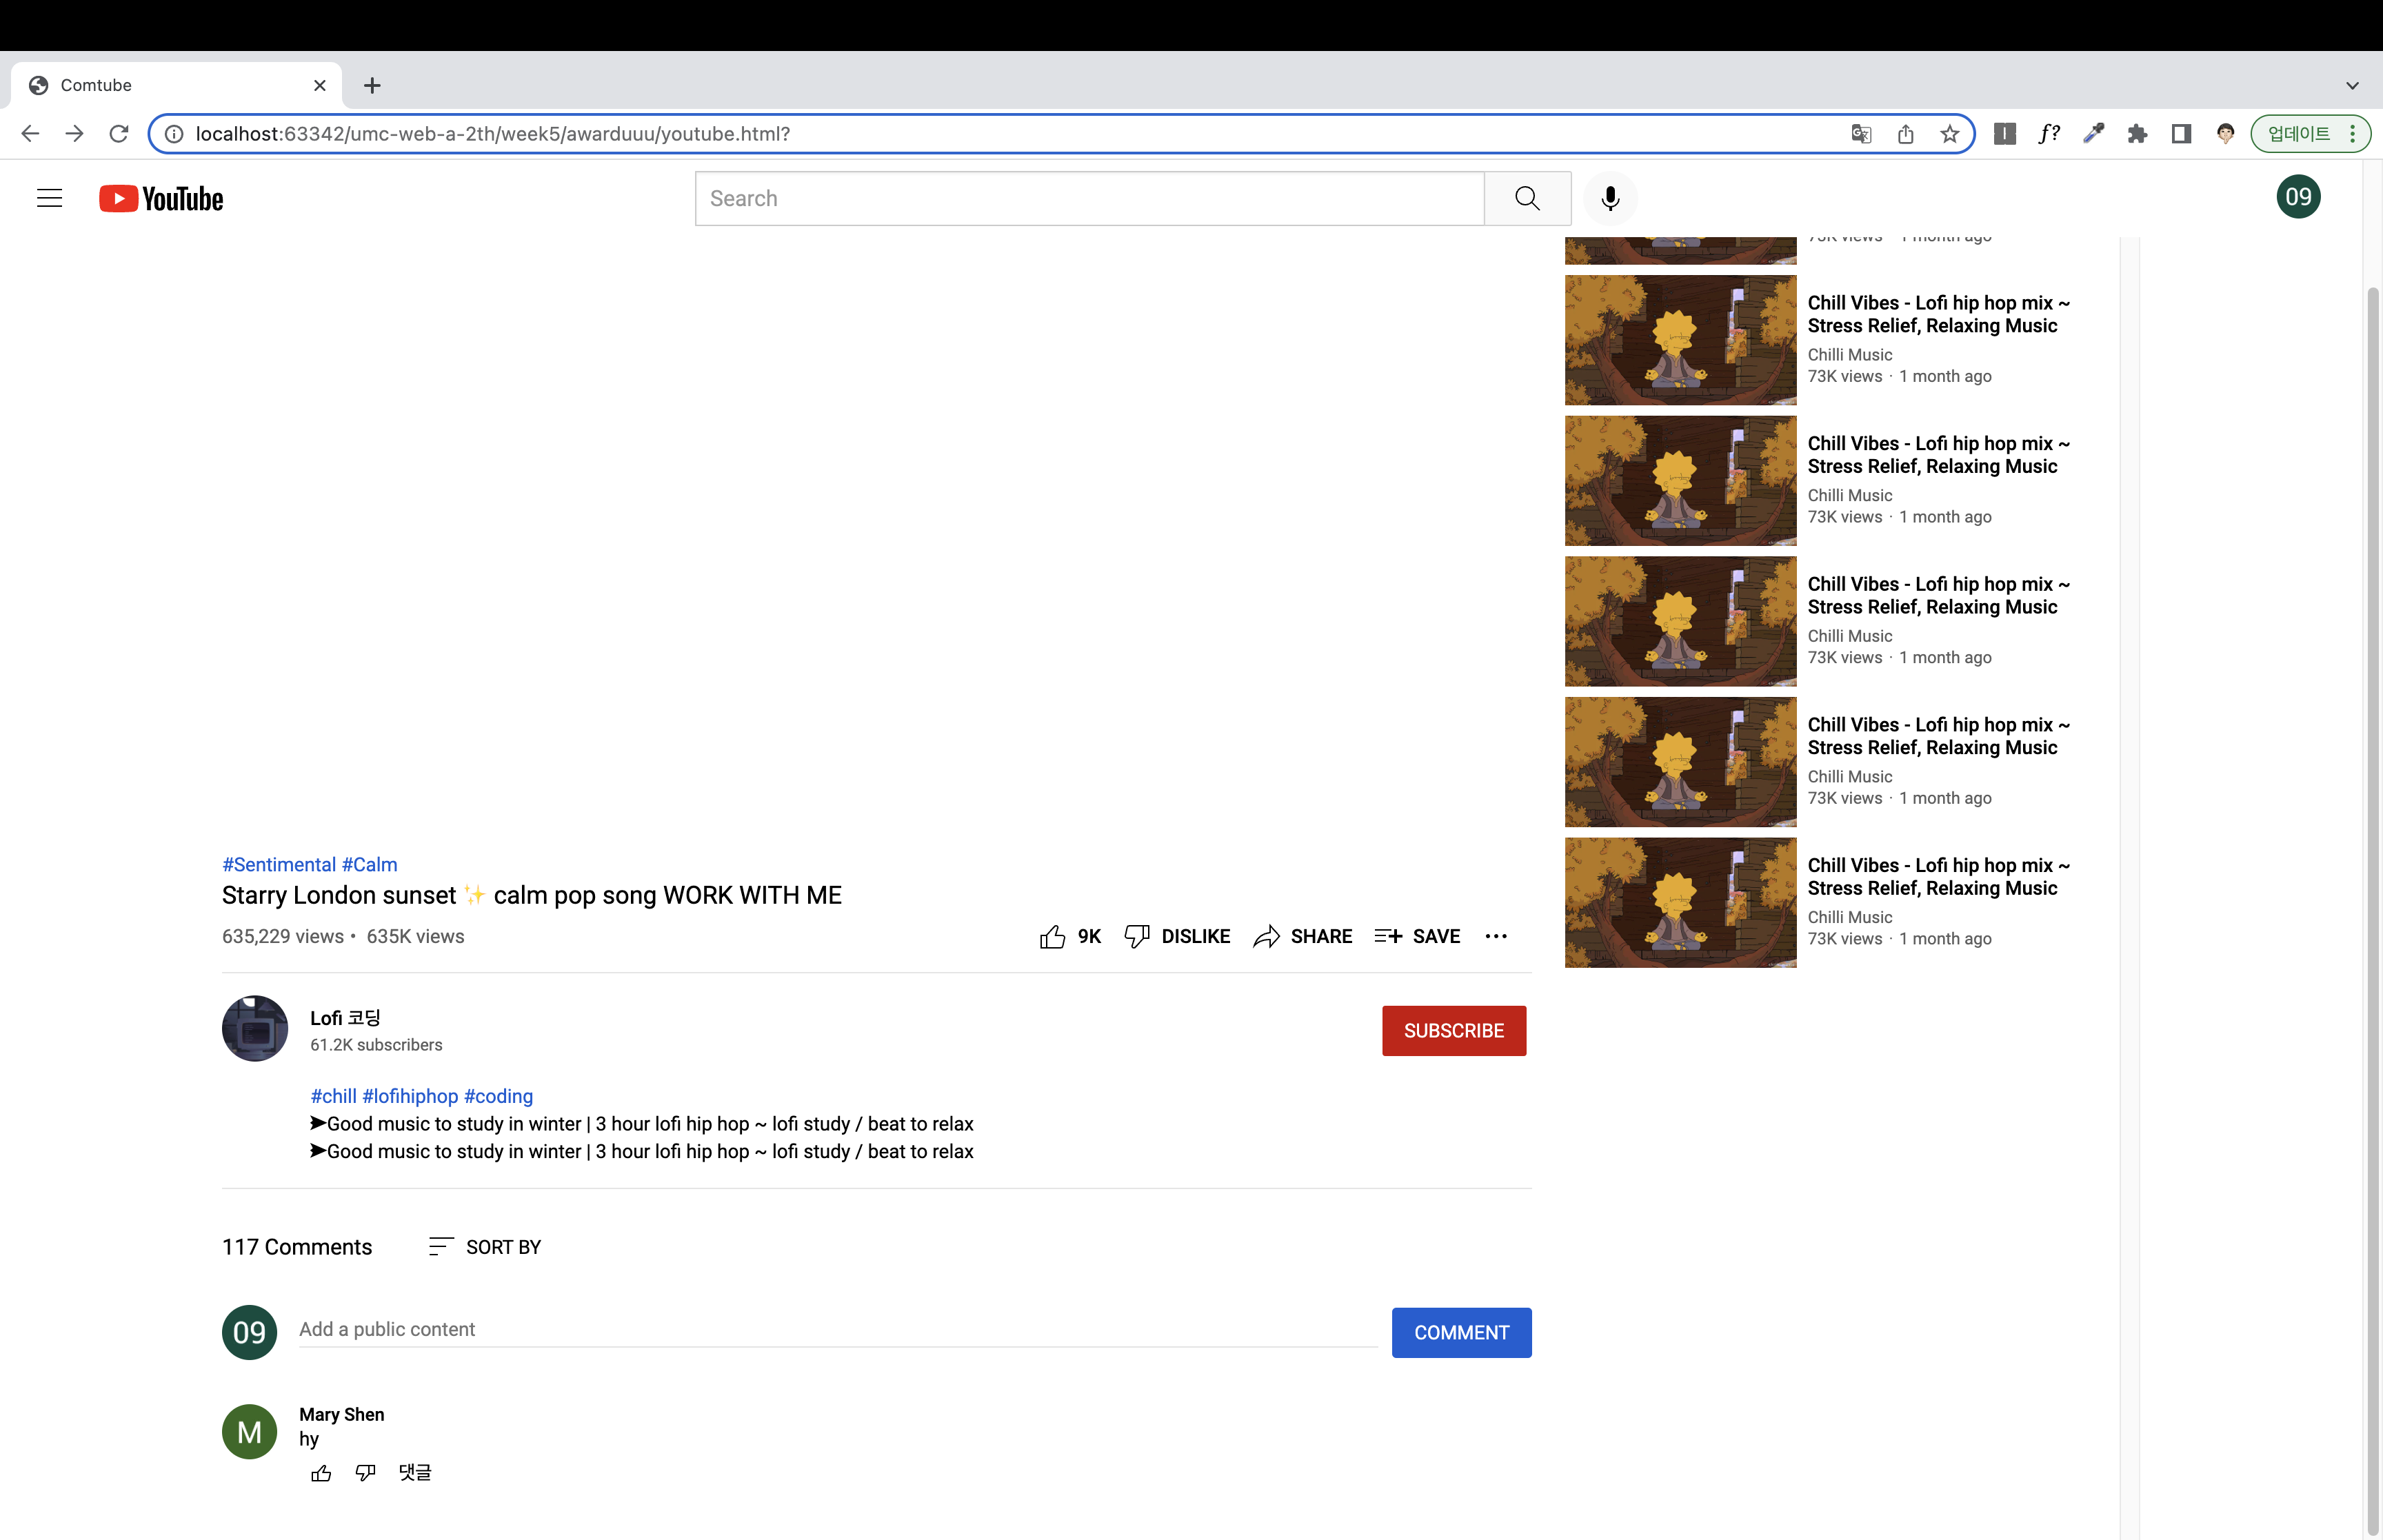 Comtube
localhost:63342/umc-web-a-2th/week5/awarduuu/youtube.html?
f?
업데이트
YouTube
Search
09
73K views · 1 month ago
Chill Vibes - Lofi hip hop mix ~
Stress Relief, Relaxing Music
Chilli Music
73K views · 1 month ago
Chill Vibes - Lofi hip hop mix ~
Stress Relief, Relaxing Music
Chilli Music
73K views · 1 month ago
Chill Vibes - Lofi hip hop mix ~
Stress Relief, Relaxing Music
Chilli Music
73K views · 1 month ago
Chill Vibes - Lofi hip hop mix ~
Stress Relief, Relaxing Music
Chilli Music
73K views · 1 month ago
Chill Vibes - Lofi hip hop mix ~
Stress Relief, Relaxing Music
Chilli Music
73K views · 1 month ago
#Sentimental #Calm
Starry London sunset ✨ calm pop song WORK WITH ME
635,229 views • 635K views
9K DISLIKE SHARE SAVE
Lofi 코딩
61.2K subscribers
SUBSCRIBE
#chill #lofihiphop #coding
➤Good music to study in winter | 3 hour lofi hip hop ~ lofi study / beat to relax
➤Good music to study in winter | 3 hour lofi hip hop ~ lofi study / beat to relax
117 Comments SORT BY
09
Add a public content
COMMENT
M
Mary Shen
hy
댓글